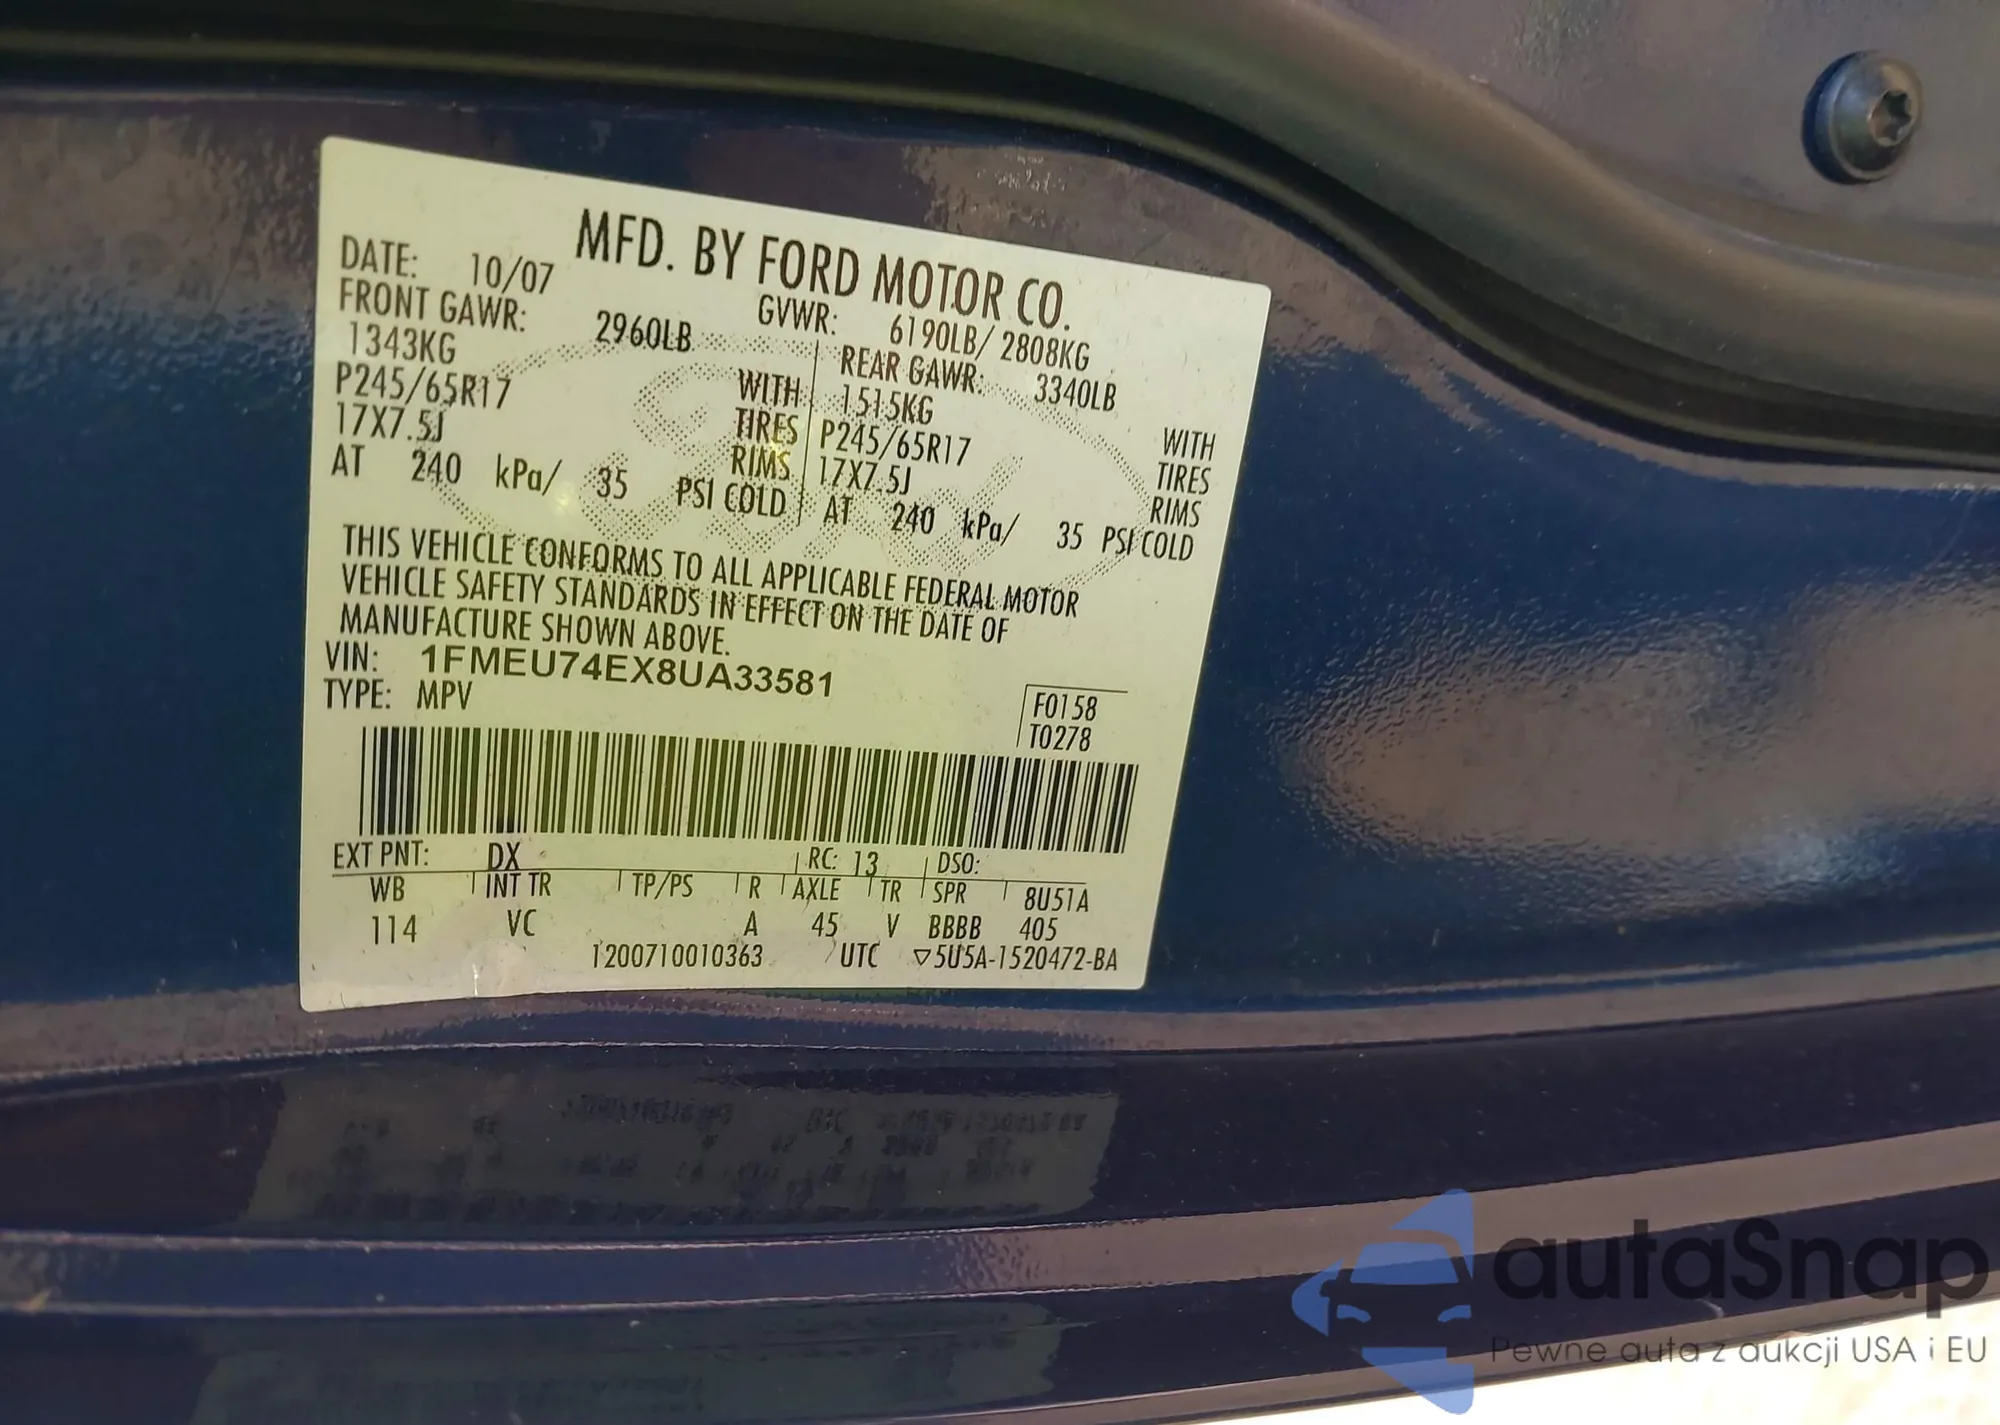 MFD. BY FORD MOTOR CO.
DATE: 10/07 GVWR: 6190LB/ 2808KG
FRONT GAWR: 2960LB REAR GAWR: 3340LB
1343KG WITH 1515KG WITH
P245/65R17 TIRES P245/65R17 TIRES
17X7.5J RIMS 17X7.5J RIMS
AT 240 kPa/ 35 PSI COLD AT 240 kPa/ 35 PSI COLD
THIS VEHICLE CONFORMS TO ALL APPLICABLE FEDERAL MOTOR
VEHICLE SAFETY STANDARDS IN EFFECT ON THE DATE OF
MANUFACTURE SHOWN ABOVE.
VIN: 1FMEU74EX8UA33581
TYPE: MPV
F0158
T0278
EXT PNT: DX RC: 13 DSO:
WB INT TR TP/PS R AXLE TR SPR 8U51A
114 VC A 45 V BBBB 405
1200710010363 UTC ▽5U5A-1520472-BA
autaSnap
Pewne auta z aukcji USA i EU